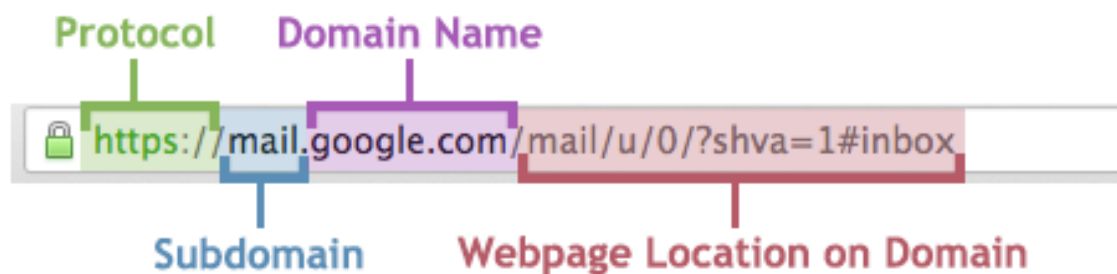 Protocol Domain Name
https://mail.google.com/mail/u/0/?shva=1#inbox
Subdomain Webpage Location on Domain